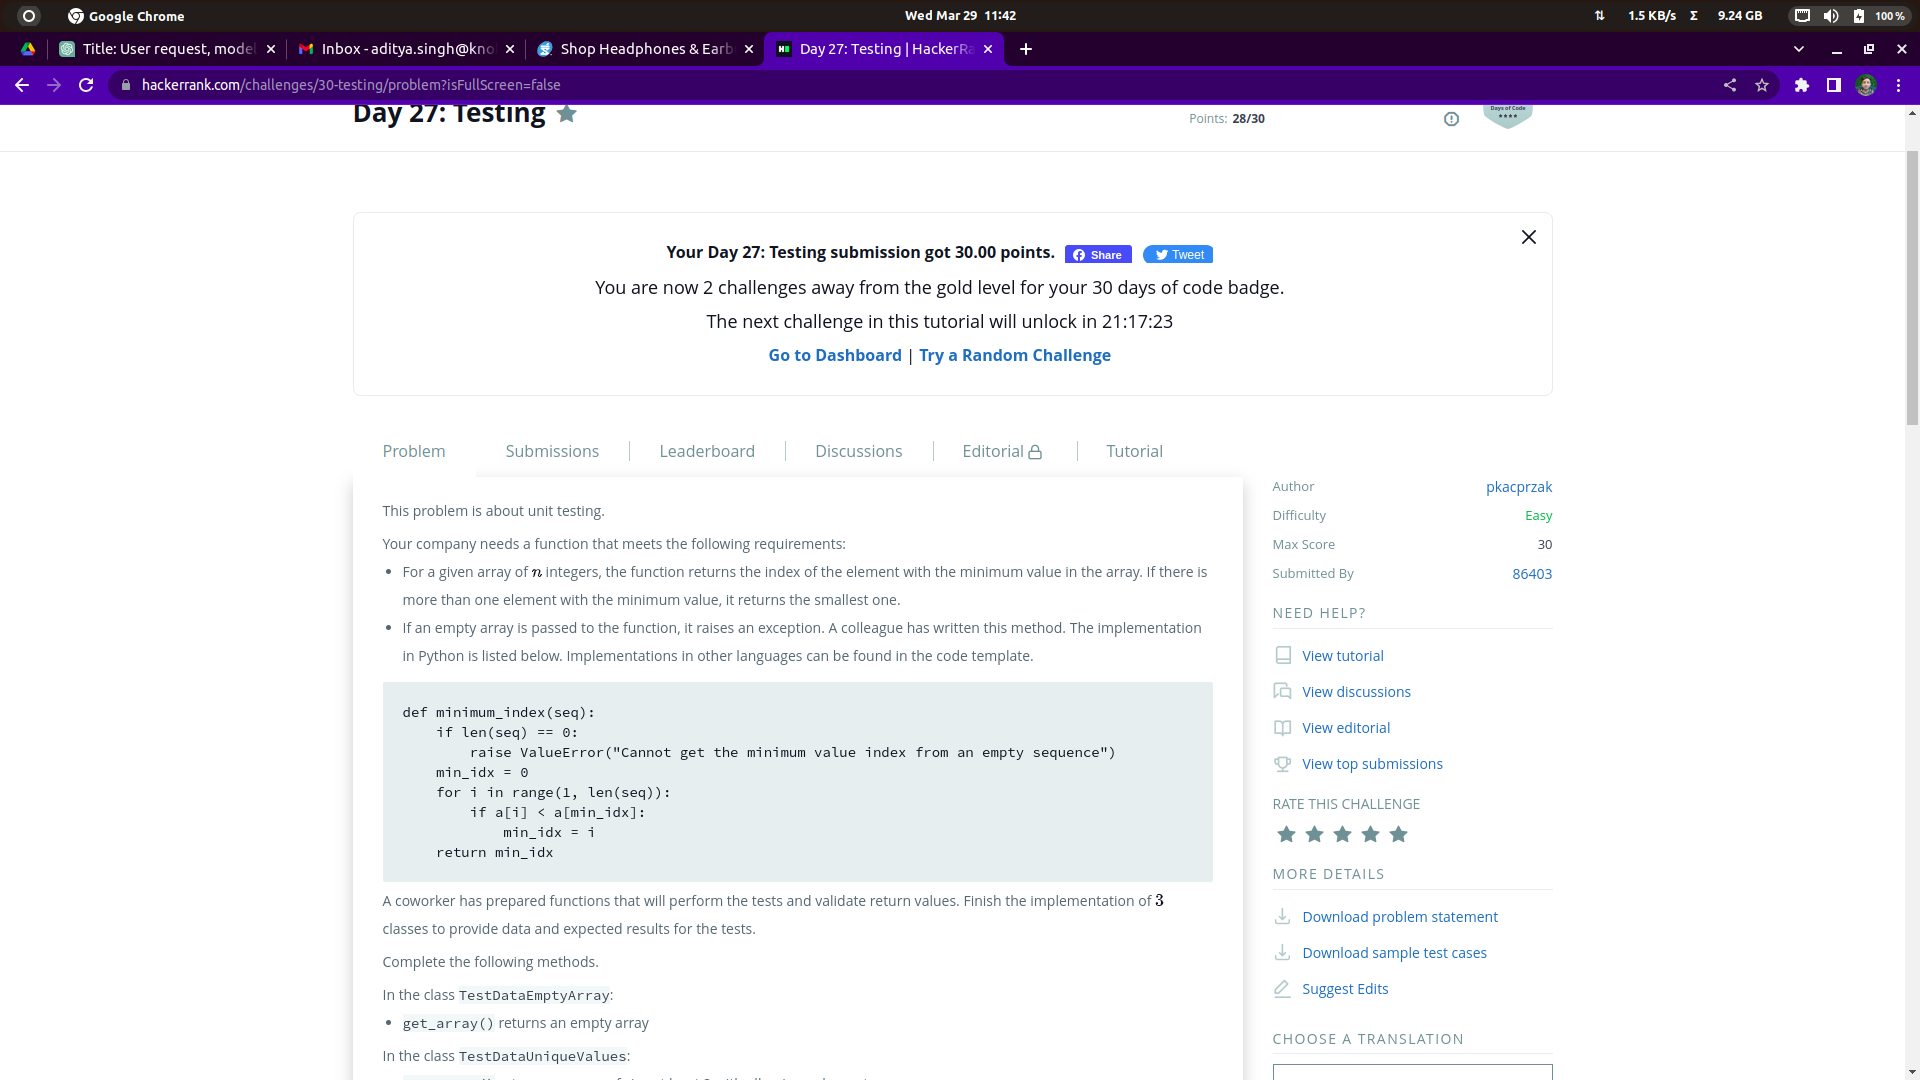 Google Chrome
Wed Mar 29 11:42
1.5 KB/s Σ 9.24 GB
100 %
Title: User request, model
Inbox - aditya.singh@kno
Shop Headphones & Earb
Day 27: Testing | HackerRa
hackerrank.com/challenges/30-testing/problem?isFullScreen=false
Day 27: Testing
Points: 28/30
Days of Code
Your Day 27: Testing submission got 30.00 points.
Share
Tweet
You are now 2 challenges away from the gold level for your 30 days of code badge.
The next challenge in this tutorial will unlock in 21:17:23
Go to Dashboard | Try a Random Challenge
Problem
Submissions
Leaderboard
Discussions
Editorial
Tutorial
This problem is about unit testing.
Your company needs a function that meets the following requirements:
• For a given array of n integers, the function returns the index of the element with the minimum value in the array. If there is
more than one element with the minimum value, it returns the smallest one.
• If an empty array is passed to the function, it raises an exception. A colleague has written this method. The implementation
in Python is listed below. Implementations in other languages can be found in the code template.
def minimum_index(seq):
    if len(seq) == 0:
        raise ValueError("Cannot get the minimum value index from an empty sequence")
    min_idx = 0
    for i in range(1, len(seq)):
        if a[i] < a[min_idx]:
            min_idx = i
    return min_idx
A coworker has prepared functions that will perform the tests and validate return values. Finish the implementation of 3
classes to provide data and expected results for the tests.
Complete the following methods.
In the class TestDataEmptyArray:
• get_array() returns an empty array
In the class TestDataUniqueValues:
Author pkacprzak
Difficulty Easy
Max Score 30
Submitted By 86403
NEED HELP?
View tutorial
View discussions
View editorial
View top submissions
RATE THIS CHALLENGE
MORE DETAILS
Download problem statement
Download sample test cases
Suggest Edits
CHOOSE A TRANSLATION